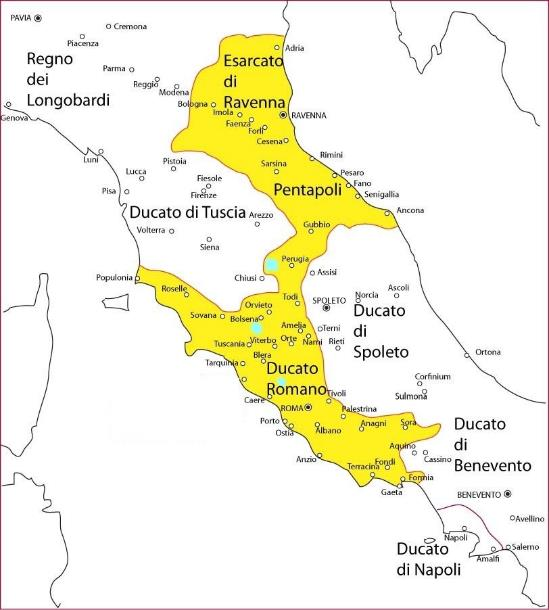 PAVIA
Cremona
Piacenza
Adria
Regno
dei
Longobardi
Esarcato
di
Ravenna
Parma
Reggio
Modena
Bologna
Imola
Faenza
Forlì
RAVENNA
Genova
Cesena
Luni
Pistoia
Rimini
Lucca
Sarsina
Pesaro
Fiesole
Fano
Pisa
Firenze
Pentapoli
Senigallia
Ducato di Tuscia
Arezzo
Ancona
Volterra
Gubbio
Siena
Perugia
Populonia
Chiusi
Assisi
Roselle
Todi
Norcia
Ascoli
Orvieto
SPOLETO
Sovana
Bolsena
Ducato
di
Spoleto
Amelia
Terni
Tuscania
Viterbo
Orte
Narni
Rieti
Blera
Ortona
Tarquinia
Ducato
Romano
Corfinium
Sulmona
Caere
Tivoli
ROMA
Palestrina
Porto
Ostia
Albano
Anagni
Sora
Ducato
di
Benevento
Aquino
Cassino
Anzio
Fondi
Terracina
Formia
Gaeta
BENEVENTO
Avellino
Napoli
Salerno
Amalfi
Ducato
di Napoli